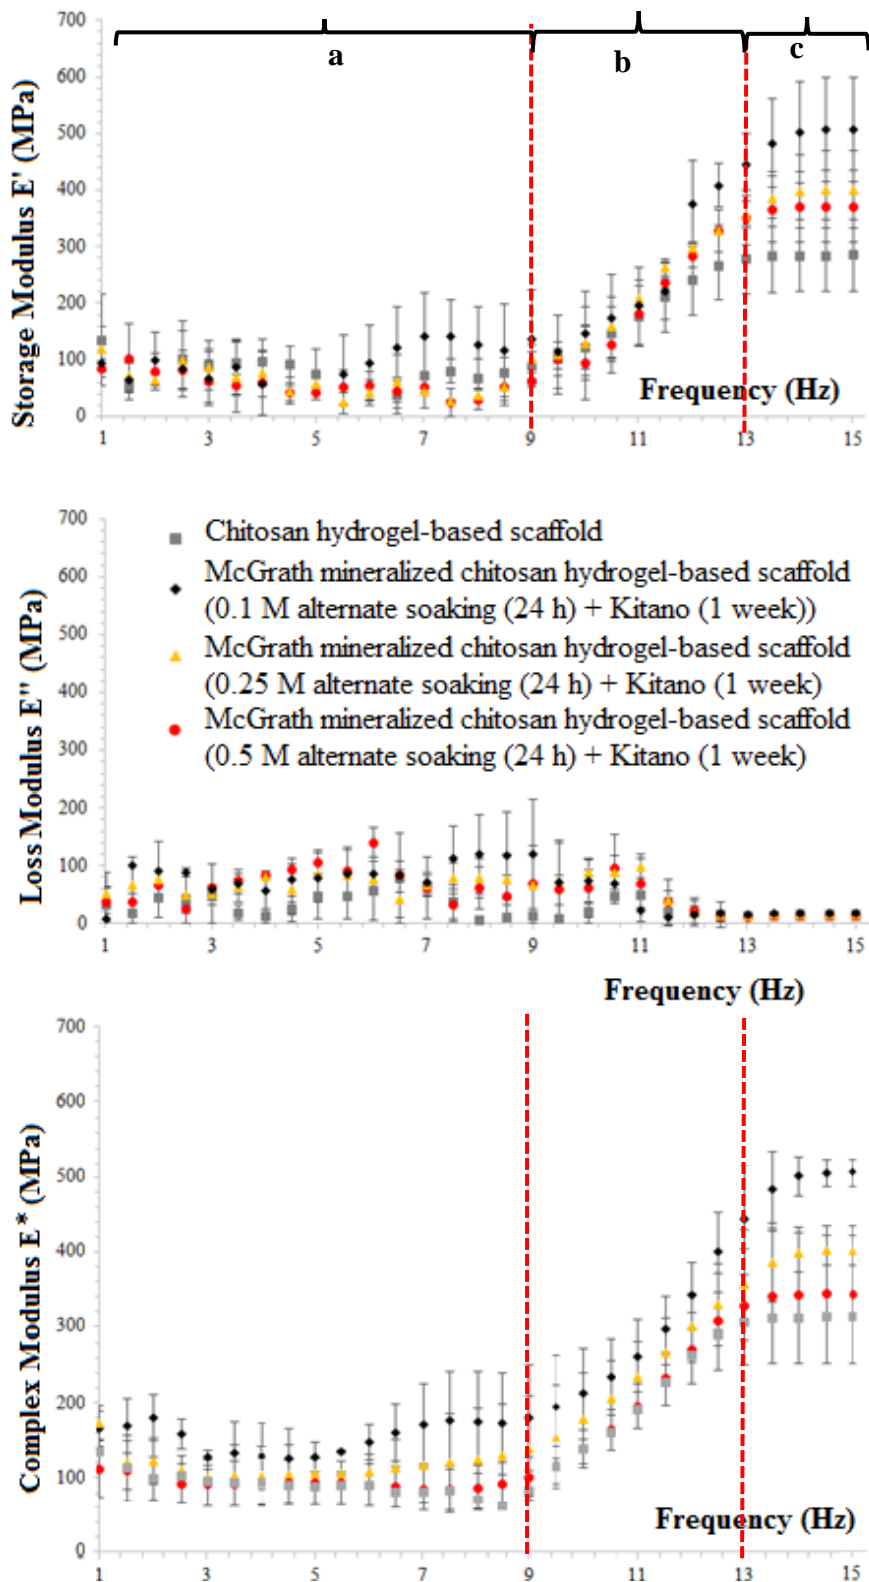 700
a
b
c
600
500
400
300
200
100
0
Storage Modulus E' (MPa)
Frequency (Hz)
1 3 5 7 9 11 13 15
700
600
500
400
300
200
100
0
Loss Modulus E" (MPa)
Chitosan hydrogel-based scaffold
McGrath mineralized chitosan hydrogel-based scaffold
(0.1 M alternate soaking (24 h) + Kitano (1 week))
McGrath mineralized chitosan hydrogel-based scaffold
(0.25 M alternate soaking (24 h) + Kitano (1 week)
McGrath mineralized chitosan hydrogel-based scaffold
(0.5 M alternate soaking (24 h) + Kitano (1 week)
1 3 5 7 9 11 13 15
Frequency (Hz)
700
600
500
400
300
200
100
0
Complex Modulus E* (MPa)
Frequency (Hz)
1 3 5 7 9 11 13 15